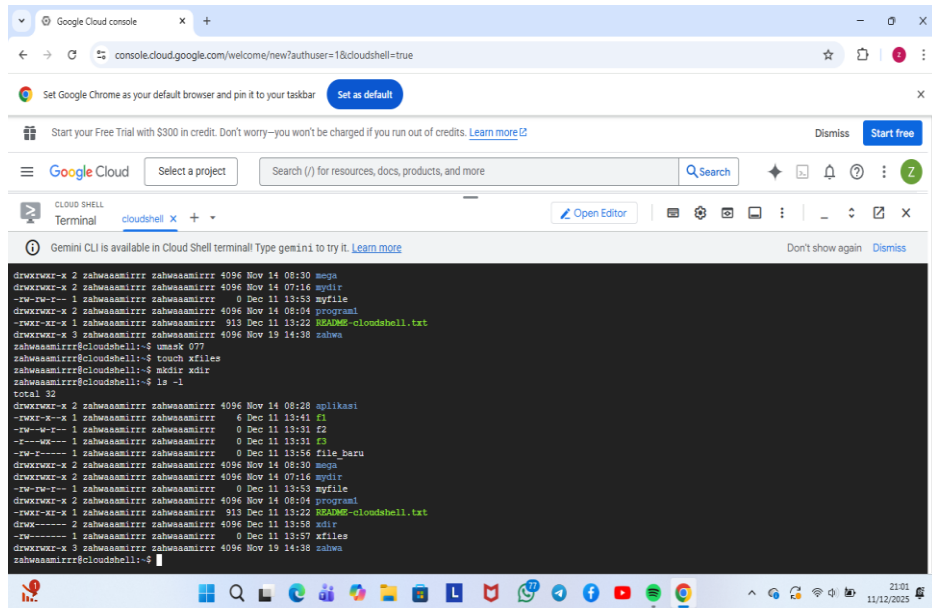 Google Cloud console
console.cloud.google.com/welcome/new?authuser=1&cloudshell=true
Set Google Chrome as your default browser and pin it to your taskbar Set as default
Start your Free Trial with $300 in credit. Don't worry—you won't be charged if you run out of credits. Learn more Dismiss Start free
Google Cloud Select a project Search (/) for resources, docs, products, and more Search Z
CLOUD SHELL
Terminal cloudshell Open Editor
Gemini CLI is available in Cloud Shell terminal! Type gemini to try it. Learn more Don't show again Dismiss
drwxrwxr-x 2 zahwaaamirrr zahwaaamirrr 4096 Nov 14 08:30 mega
drwxrwxr-x 2 zahwaaamirrr zahwaaamirrr 4096 Nov 14 07:16 mydir
-rw-rw-r-- 1 zahwaaamirrr zahwaaamirrr 0 Dec 11 13:53 myfile
drwxrwxr-x 2 zahwaaamirrr zahwaaamirrr 4096 Nov 14 08:04 program1
-rwxr-xr-x 1 zahwaaamirrr zahwaaamirrr 913 Dec 11 13:22 README-cloudshell.txt
drwxrwxr-x 3 zahwaaamirrr zahwaaamirrr 4096 Nov 19 14:38 zahwa
zahwaaamirrr@cloudshell:~$ umask 077
zahwaaamirrr@cloudshell:~$ touch xfiles
zahwaaamirrr@cloudshell:~$ mkdir xdir
zahwaaamirrr@cloudshell:~$ ls -l
total 32
drwxrwxr-x 2 zahwaaamirrr zahwaaamirrr 4096 Nov 14 08:28 aplikasi
-rwxr-x--x 1 zahwaaamirrr zahwaaamirrr 6 Dec 11 13:41 f1
-rw--w-r-- 1 zahwaaamirrr zahwaaamirrr 0 Dec 11 13:31 f2
-r---wx--- 1 zahwaaamirrr zahwaaamirrr 0 Dec 11 13:31 f3
-rw-r----- 1 zahwaaamirrr zahwaaamirrr 0 Dec 11 13:56 file_baru
drwxrwxr-x 2 zahwaaamirrr zahwaaamirrr 4096 Nov 14 08:30 mega
drwxrwxr-x 2 zahwaaamirrr zahwaaamirrr 4096 Nov 14 07:16 mydir
-rw-rw-r-- 1 zahwaaamirrr zahwaaamirrr 0 Dec 11 13:53 myfile
drwxrwxr-x 2 zahwaaamirrr zahwaaamirrr 4096 Nov 14 08:04 program1
-rwxr-xr-x 1 zahwaaamirrr zahwaaamirrr 913 Dec 11 13:22 README-cloudshell.txt
drwx------ 2 zahwaaamirrr zahwaaamirrr 4096 Dec 11 13:58 xdir
-rw------- 1 zahwaaamirrr zahwaaamirrr 0 Dec 11 13:57 xfiles
drwxrwxr-x 3 zahwaaamirrr zahwaaamirrr 4096 Nov 19 14:38 zahwa
zahwaaamirrr@cloudshell:~$
21:01
11/12/2025